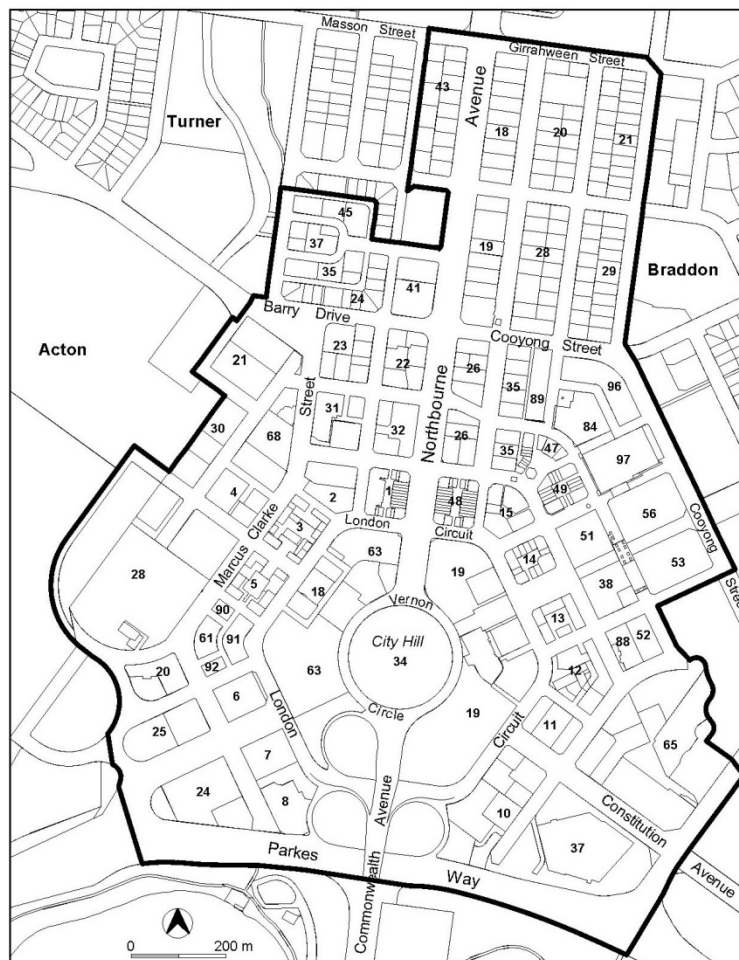 Masson
Street
Girrahween Street
43
Avenue
18
20
21
Turner
45
37
35
24
41
19
28
29
Braddon
Barry Drive
Cooyong Street
Acton
21
23
22
26
35
89
96
Street
31
32
Northbourne
26
35
47
84
97
30
68
4
2
1
48
15
49
56
Cooyong
Street
London
Circuit
Marcus Clarke
3
63
19
14
51
53
28
5
18
Vernon
38
13
90
City Hill
34
61
91
92
63
88
52
12
20
6
London
Circle
19
Circuit
11
65
25
7
24
8
Avenue
10
Constitution
Avenue
37
Parkes
Way
Commonwealth
0 200 m